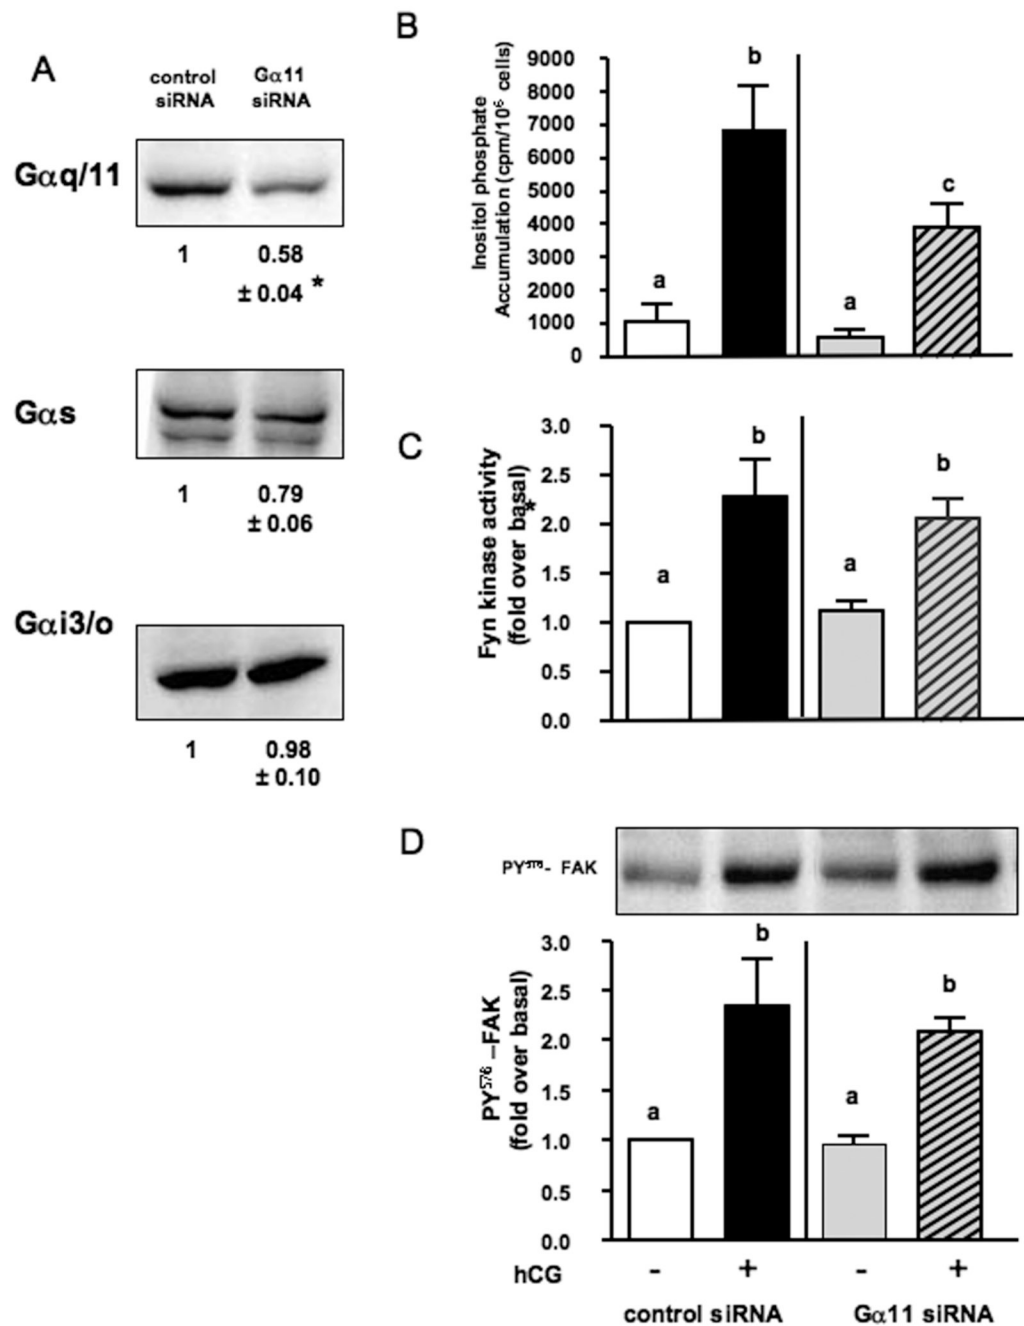 A
control
siRNA
Gα11
siRNA
Gαq/11
1
0.58
± 0.04 *
Gαs
1
0.79
± 0.06
Gαi3/o
1
0.98
± 0.10
B
Inositol phosphate
Accumulation (cpm/10⁶ cells)
9000
8000
7000
6000
5000
4000
3000
2000
1000
0
a
b
a
c
C
Fyn kinase activity
(fold over basal)
*
3.0
2.5
2.0
1.5
1.0
0.5
0.0
a
b
a
b
D
PY⁵⁷⁶- FAK
PY⁵⁷⁶ –FAK
(fold over basal)
3.0
2.5
2.0
1.5
1.0
0.5
0.0
a
b
a
b
hCG
- + - +
control siRNA
Gα11 siRNA